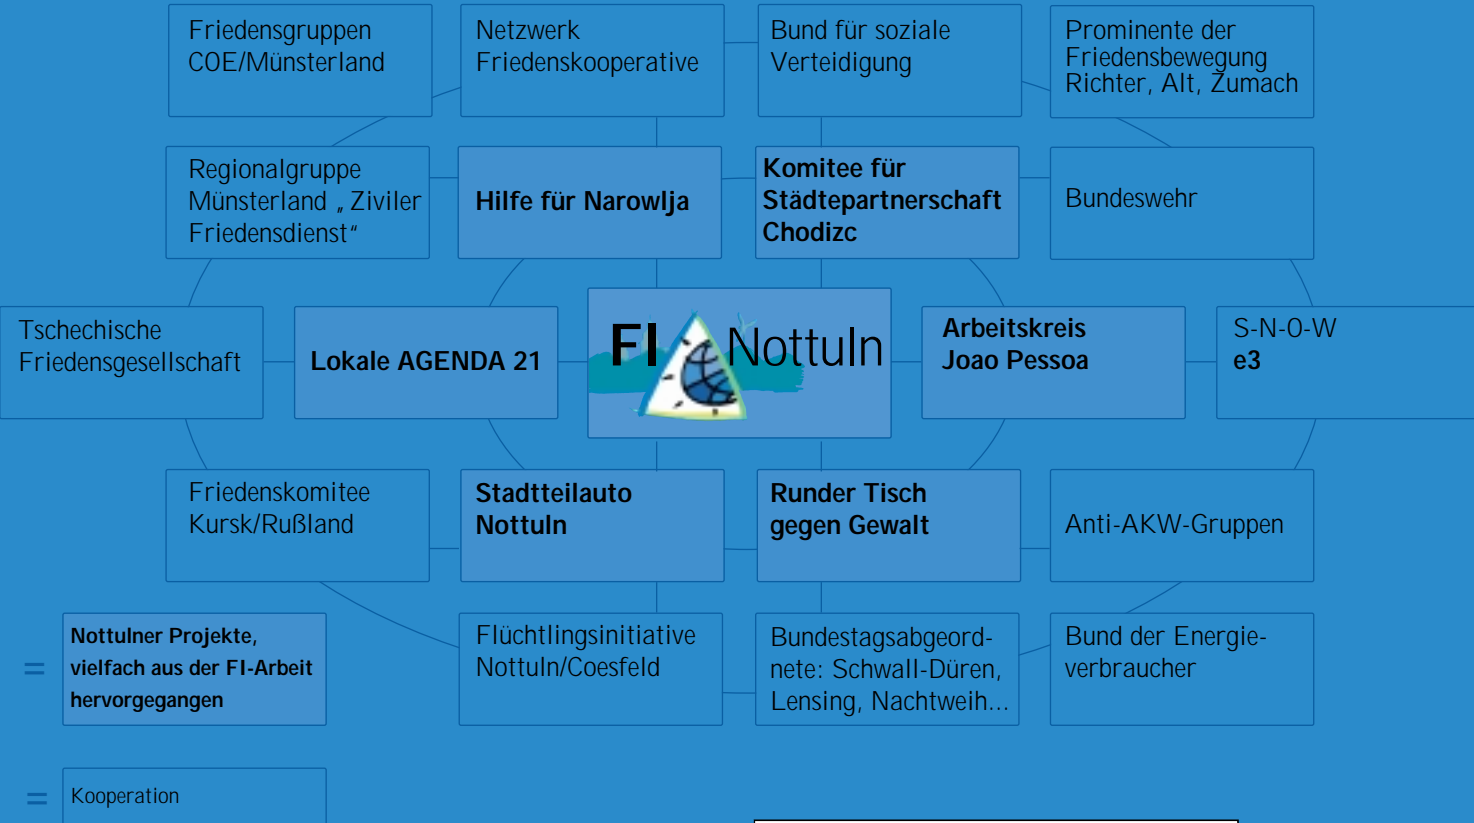 Friedensgruppen
COE/Münsterland
Netzwerk
Friedenskooperative
Bund für soziale
Verteidigung
Prominente der
Friedensbewegung
Richter, Alt, Zumach
Regionalgruppe
Münsterland „Ziviler
Friedensdienst“
Hilfe für Narowlja
Komitee für
Städtepartnerschaft
Chodizc
Bundeswehr
Tschechische
Friedensgesellschaft
Lokale AGENDA 21
FI Nottuln
Arbeitskreis
Joao Pessoa
S-N-O-W
e3
Friedenskomitee
Kursk/Rußland
Stadtteilauto
Nottuln
Runder Tisch
gegen Gewalt
Anti-AKW-Gruppen
= Nottulner Projekte,
vielfach aus der FI-Arbeit
hervorgegangen
Flüchtlingsinitiative
Nottuln/Coesfeld
Bundestagsabgeord-
nete: Schwall-Düren,
Lensing, Nachtweih...
Bund der Energie-
verbraucher
= Kooperation